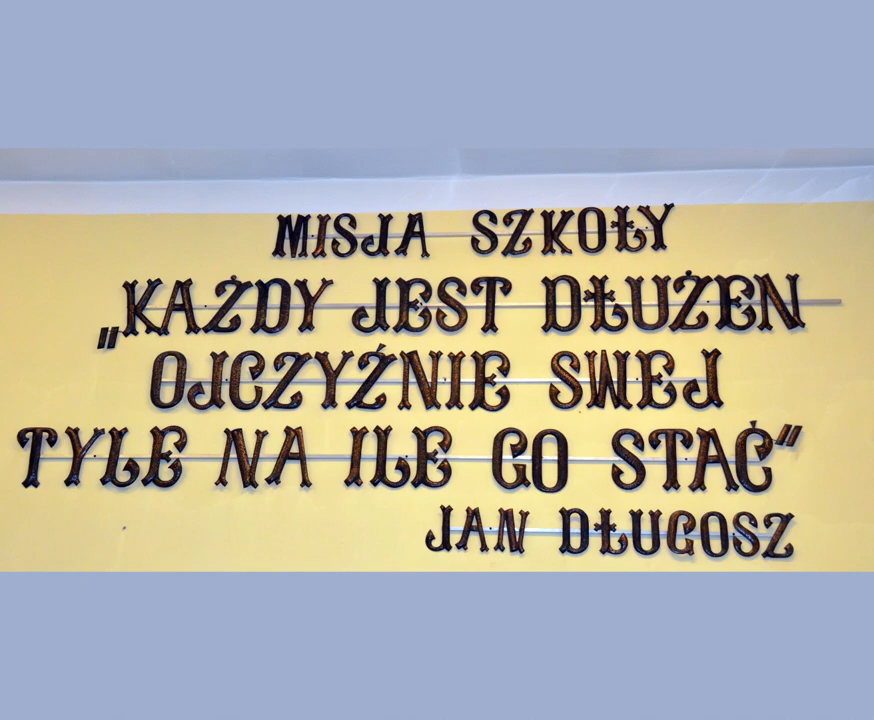 MISJA SZKOŁY
„KAŻDY JEST DŁUŻEN
OJCZYŹNIE SWEJ
TYLE NA ILE GO STAĆ“
JAN DŁUGOSZ